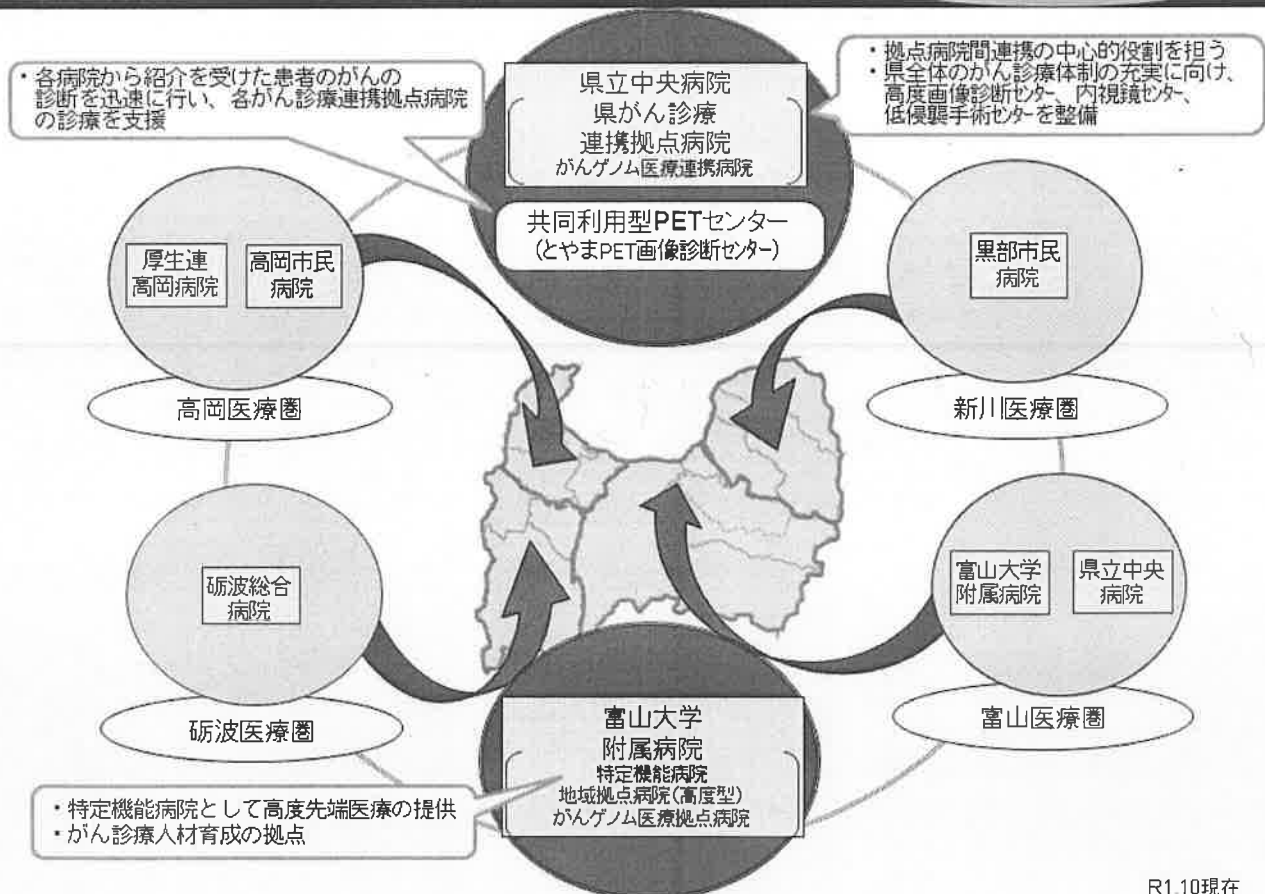 ・各病院から紹介を受けた患者のがんの
診断を迅速に行い、各がん診療連携拠点病院
の診療を支援
県立中央病院
県がん診療
連携拠点病院
がんゲノム医療連携病院
共同利用型PETセンター
(とやまPET画像診断センター)
・拠点病院間連携の中心的役割を担う
・県全体のがん診療体制の充実に向け、
高度画像診断センター、内視鏡センター、
低侵襲手術センターを整備
厚生連
高岡病院
高岡市民
病院
高岡医療圏
黒部市民
病院
新川医療圏
砺波総合
病院
砺波医療圏
富山大学
附属病院
県立中央
病院
富山医療圏
富山大学
附属病院
特定機能病院
地域拠点病院(高度型)
がんゲノム医療拠点病院
・特定機能病院として高度先端医療の提供
・がん診療人材育成の拠点
R1.10現在